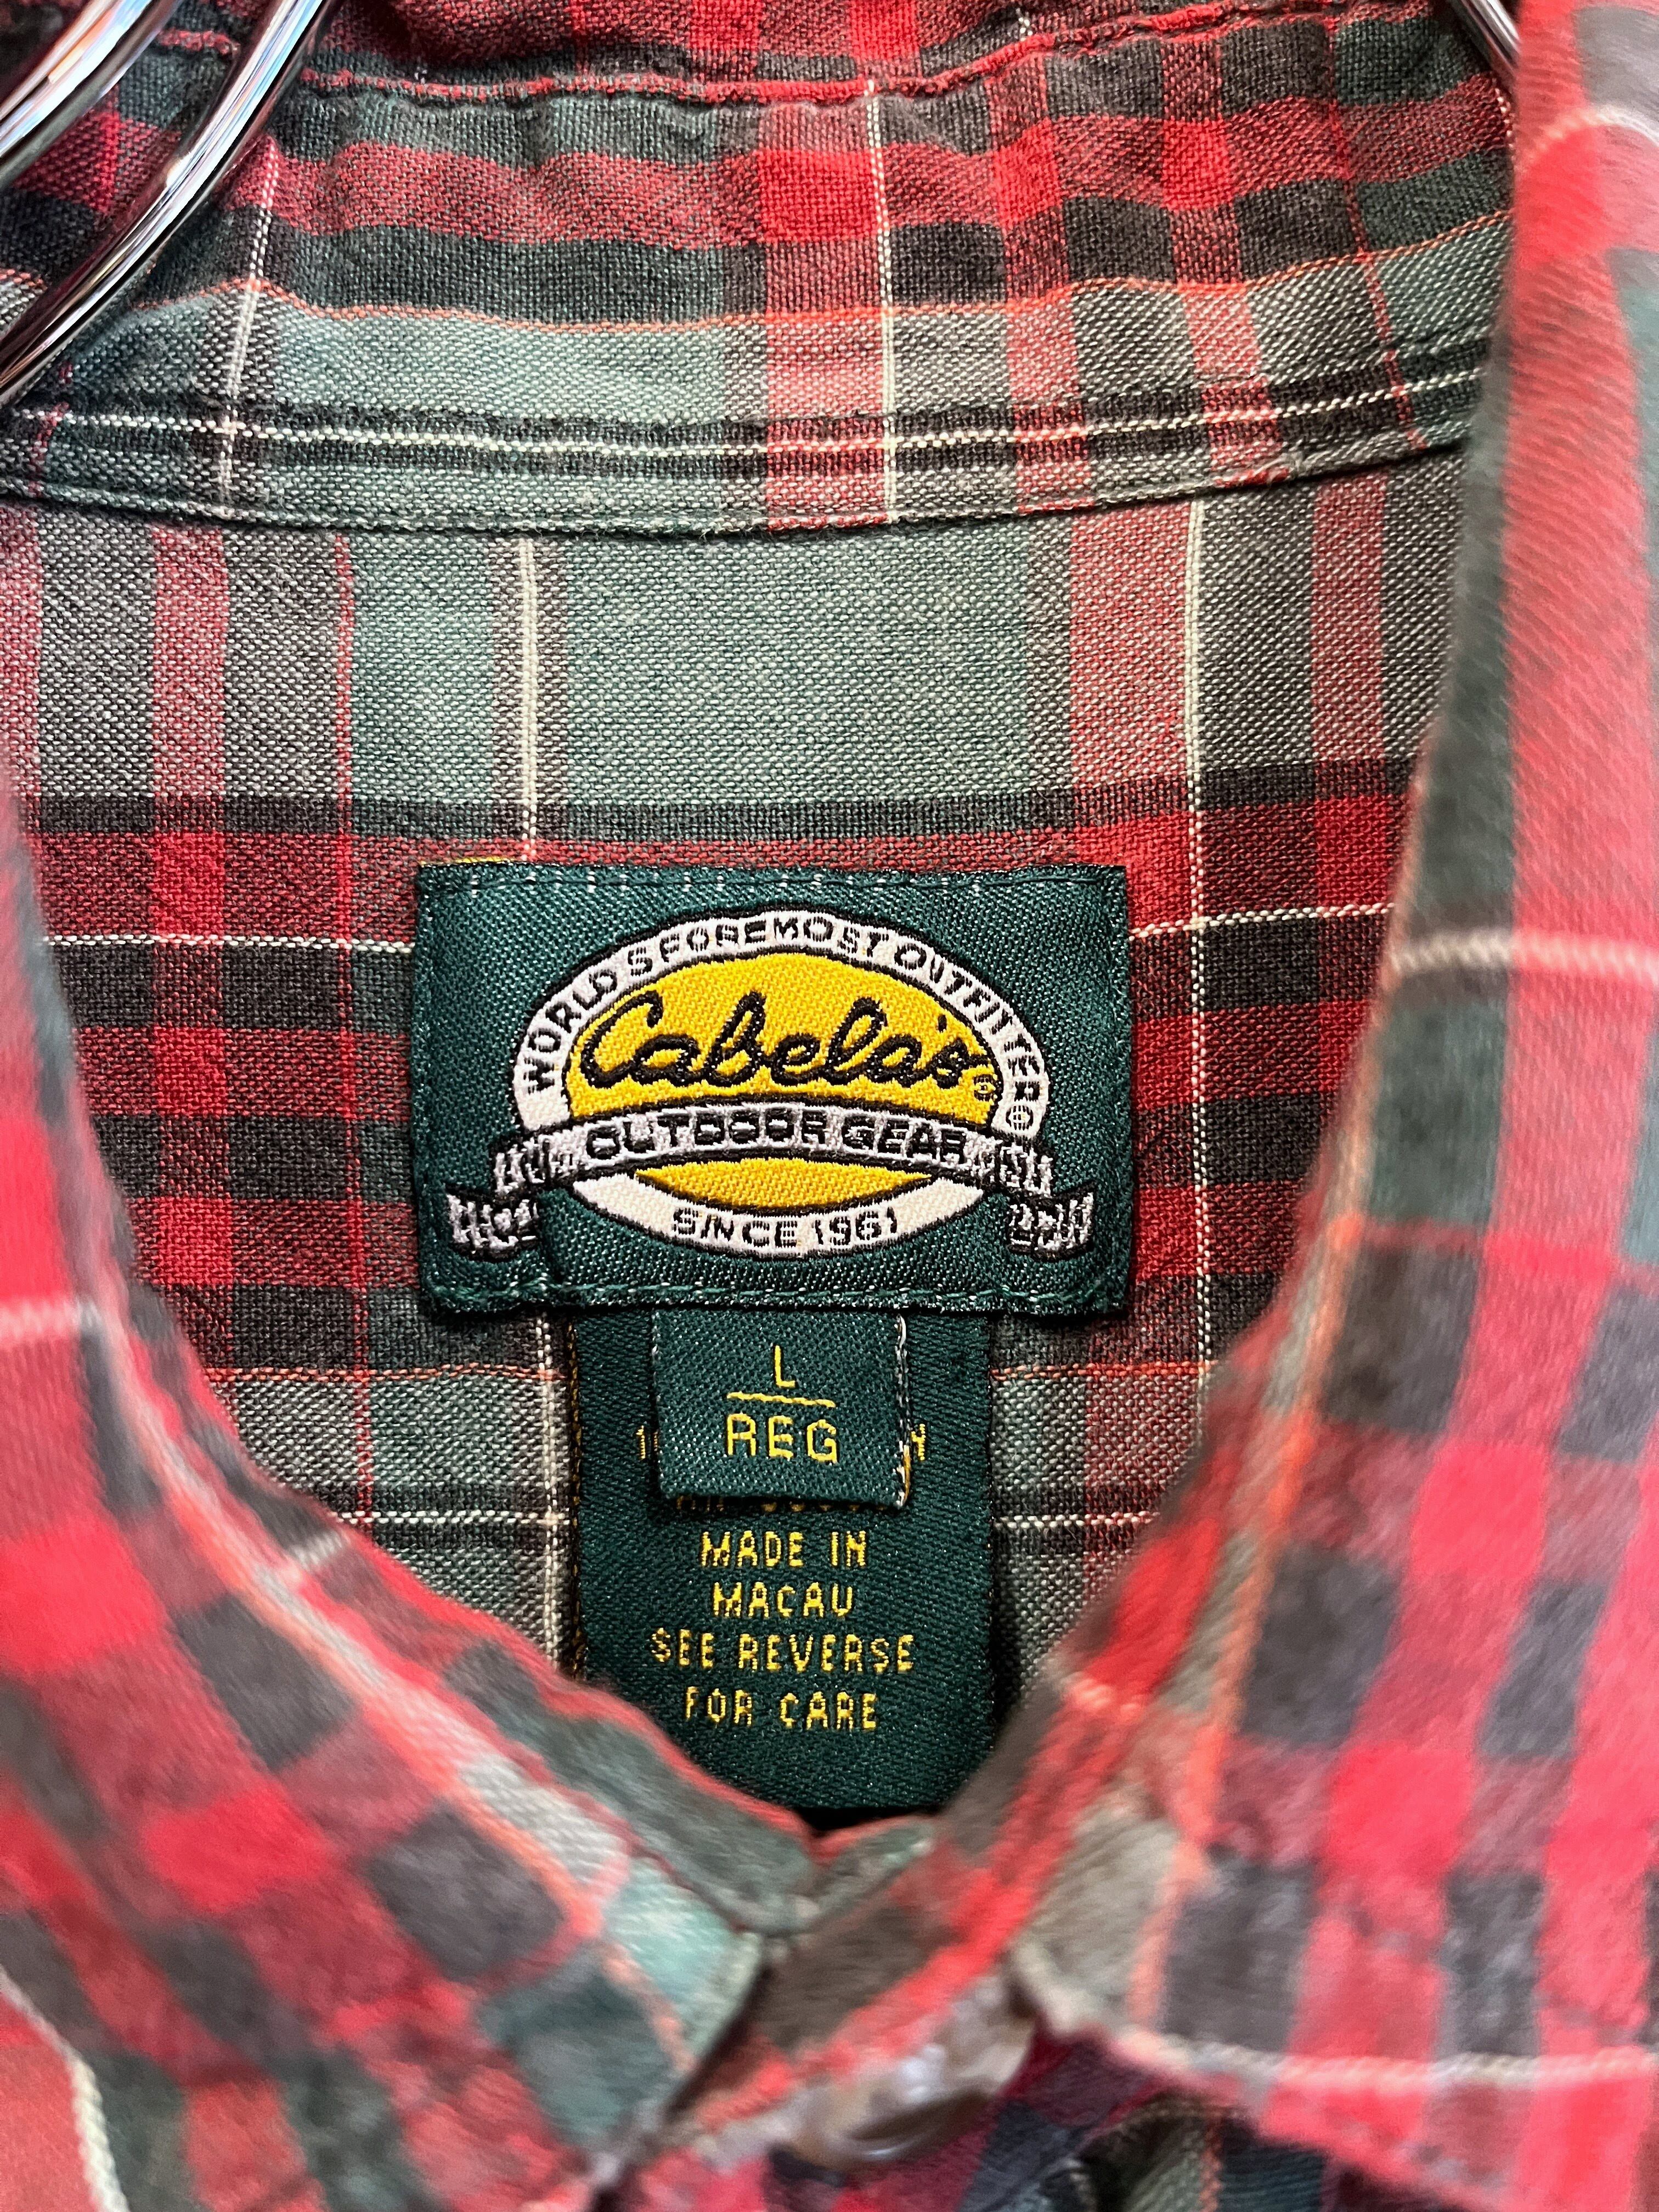 WORLD'S FOREMOST OUTFITTER®
Cabela's®
OUTDOOR GEAR
SINCE 1961
L
REG
MADE IN
MACAU
SEE REVERSE
FOR CARE